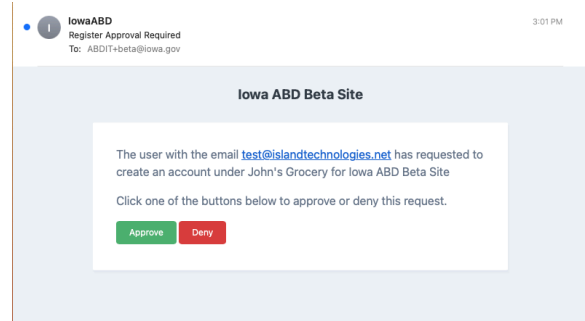 I
IowaABD
3:01 PM
Register Approval Required
To: ABDIT+beta@iowa.gov
Iowa ABD Beta Site
The user with the email test@islandtechnologies.net has requested to
create an account under John's Grocery for Iowa ABD Beta Site
Click one of the buttons below to approve or deny this request.
Approve Deny